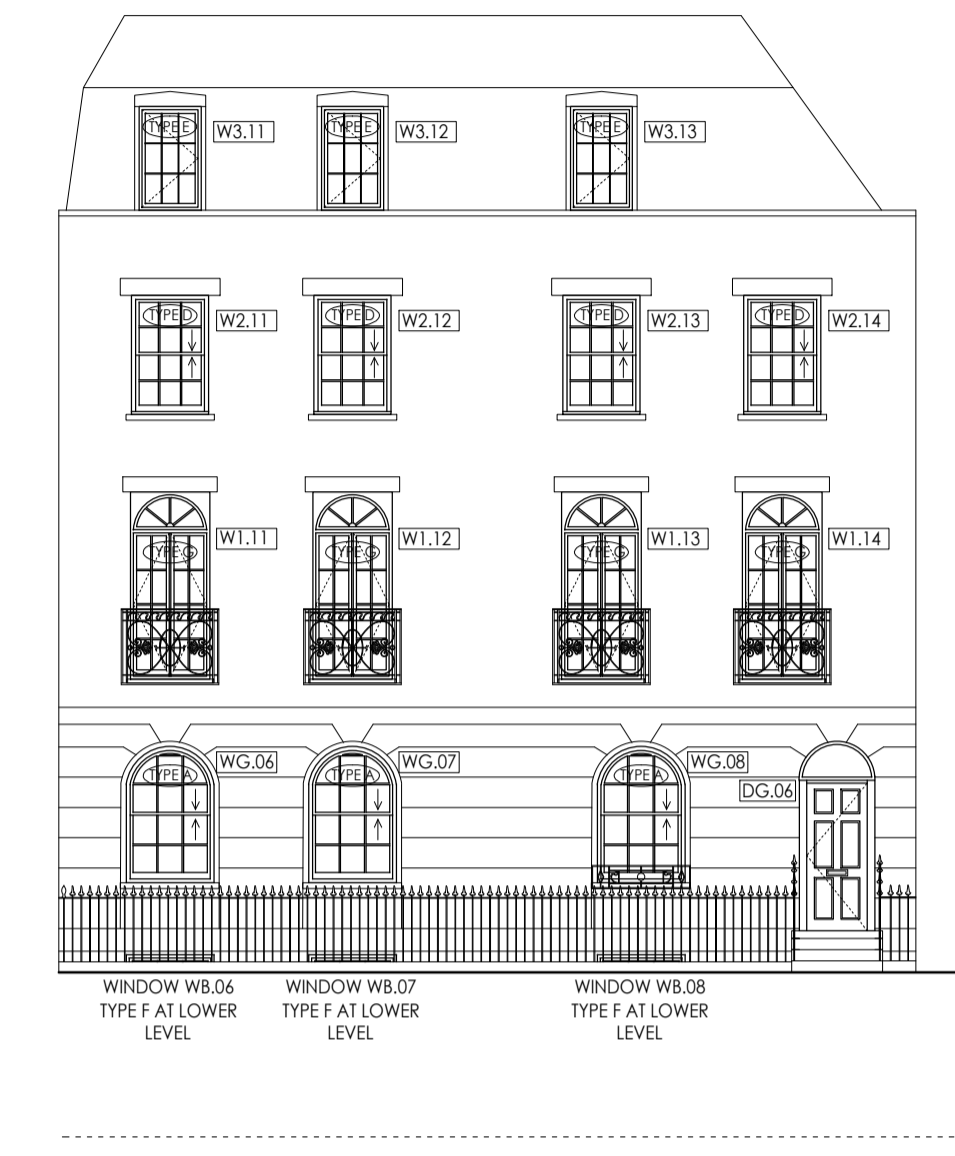 TYPE E W3.11 TYPE E W3.12 TYPE E W3.13
TYPE D W2.11 TYPE D W2.12 TYPE D W2.13 TYPE D W2.14
TYPE G W1.11 TYPE G W1.12 TYPE G W1.13 TYPE G W1.14
TYPE A WG.06 TYPE A WG.07 TYPE A WG.08
DG.06
WINDOW WB.06
TYPE F AT LOWER
LEVEL
WINDOW WB.07
TYPE F AT LOWER
LEVEL
WINDOW WB.08
TYPE F AT LOWER
LEVEL